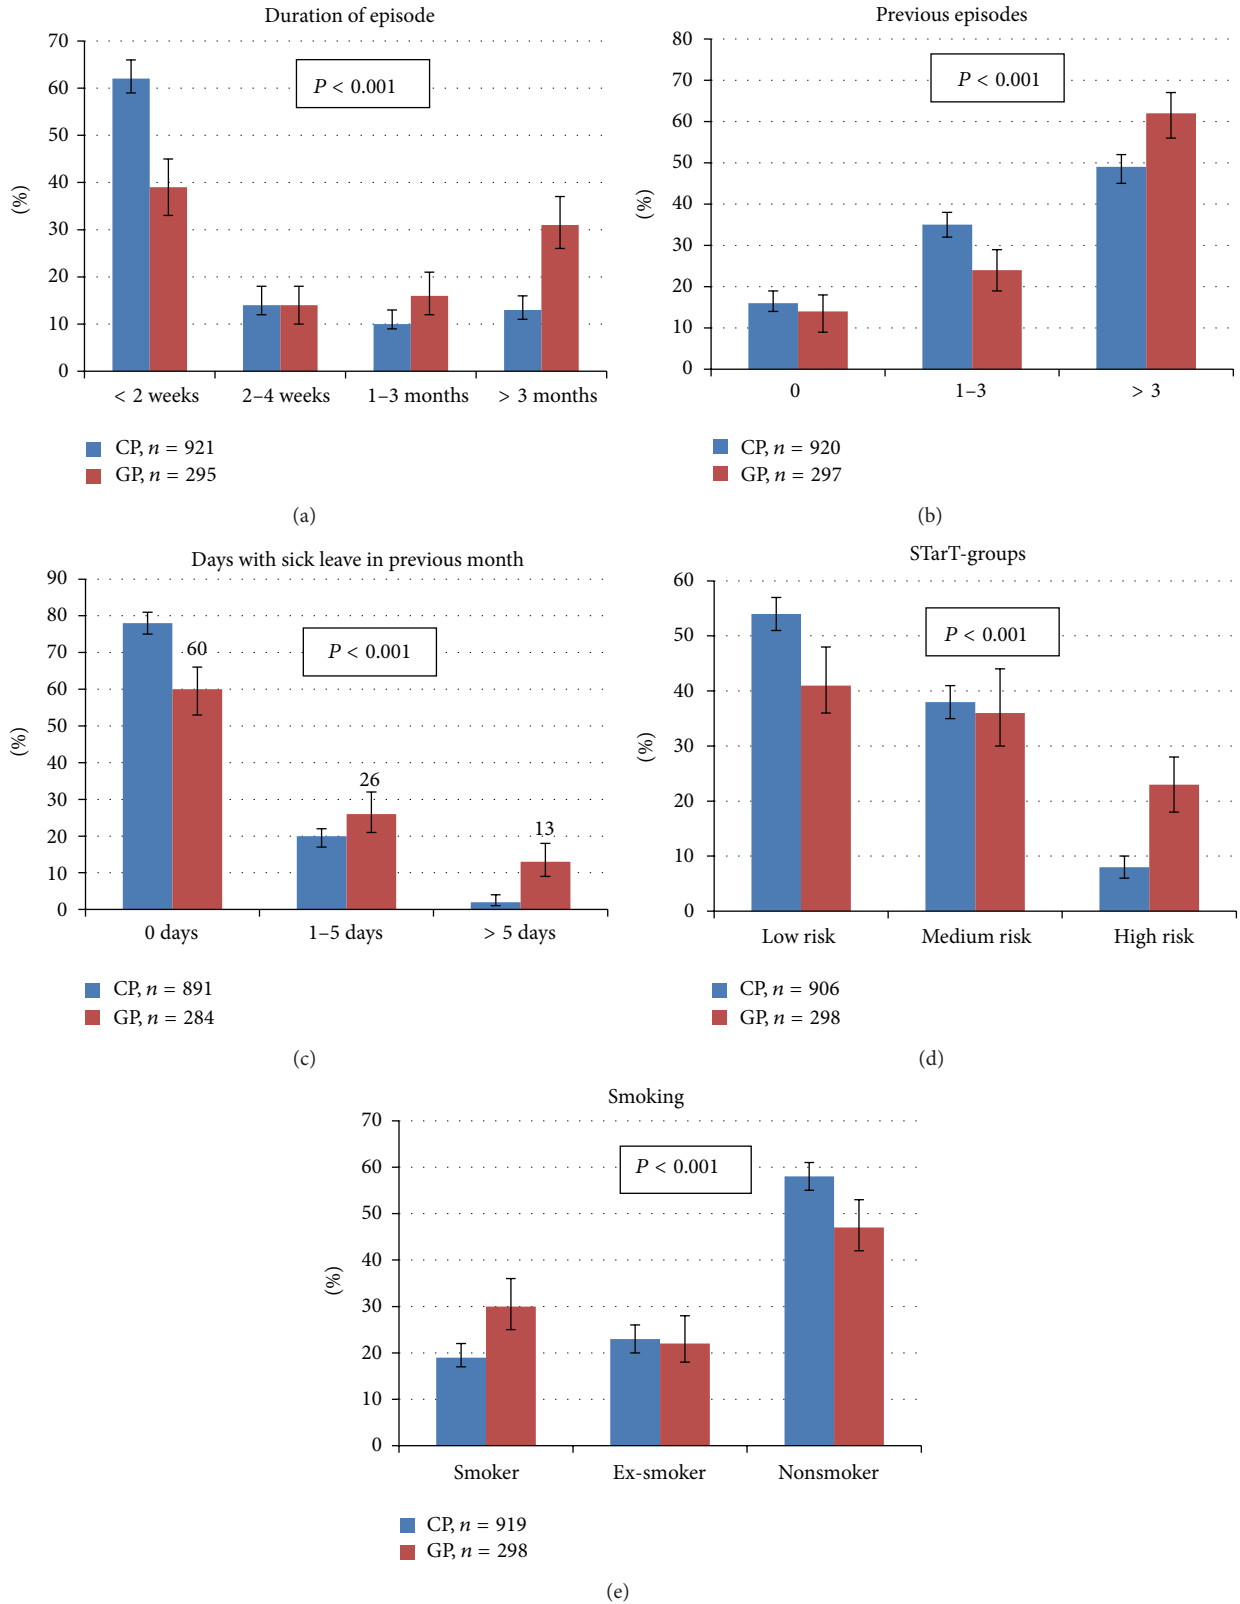 Duration of episode
70
60
50
40
30
20
10
0
(%)
P < 0.001
< 2 weeks
2–4 weeks
1–3 months
> 3 months
CP, n = 921
GP, n = 295
(a)
Previous episodes
80
70
60
50
40
30
20
10
0
(%)
P < 0.001
0
1–3
> 3
CP, n = 920
GP, n = 297
(b)
Days with sick leave in previous month
90
80
70
60
50
40
30
20
10
0
(%)
P < 0.001
60
26
13
0 days
1–5 days
> 5 days
CP, n = 891
GP, n = 284
(c)
STarT-groups
60
50
40
30
20
10
0
(%)
P < 0.001
Low risk
Medium risk
High risk
CP, n = 906
GP, n = 298
(d)
Smoking
70
60
50
40
30
20
10
0
(%)
P < 0.001
Smoker
Ex-smoker
Nonsmoker
CP, n = 919
GP, n = 298
(e)